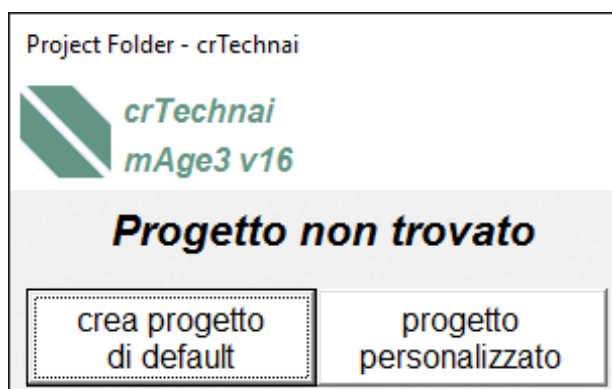 Project Folder - crTechnai
crTechnai
mAge3 v16
Progetto non trovato
crea progetto
di default
progetto
personalizzato